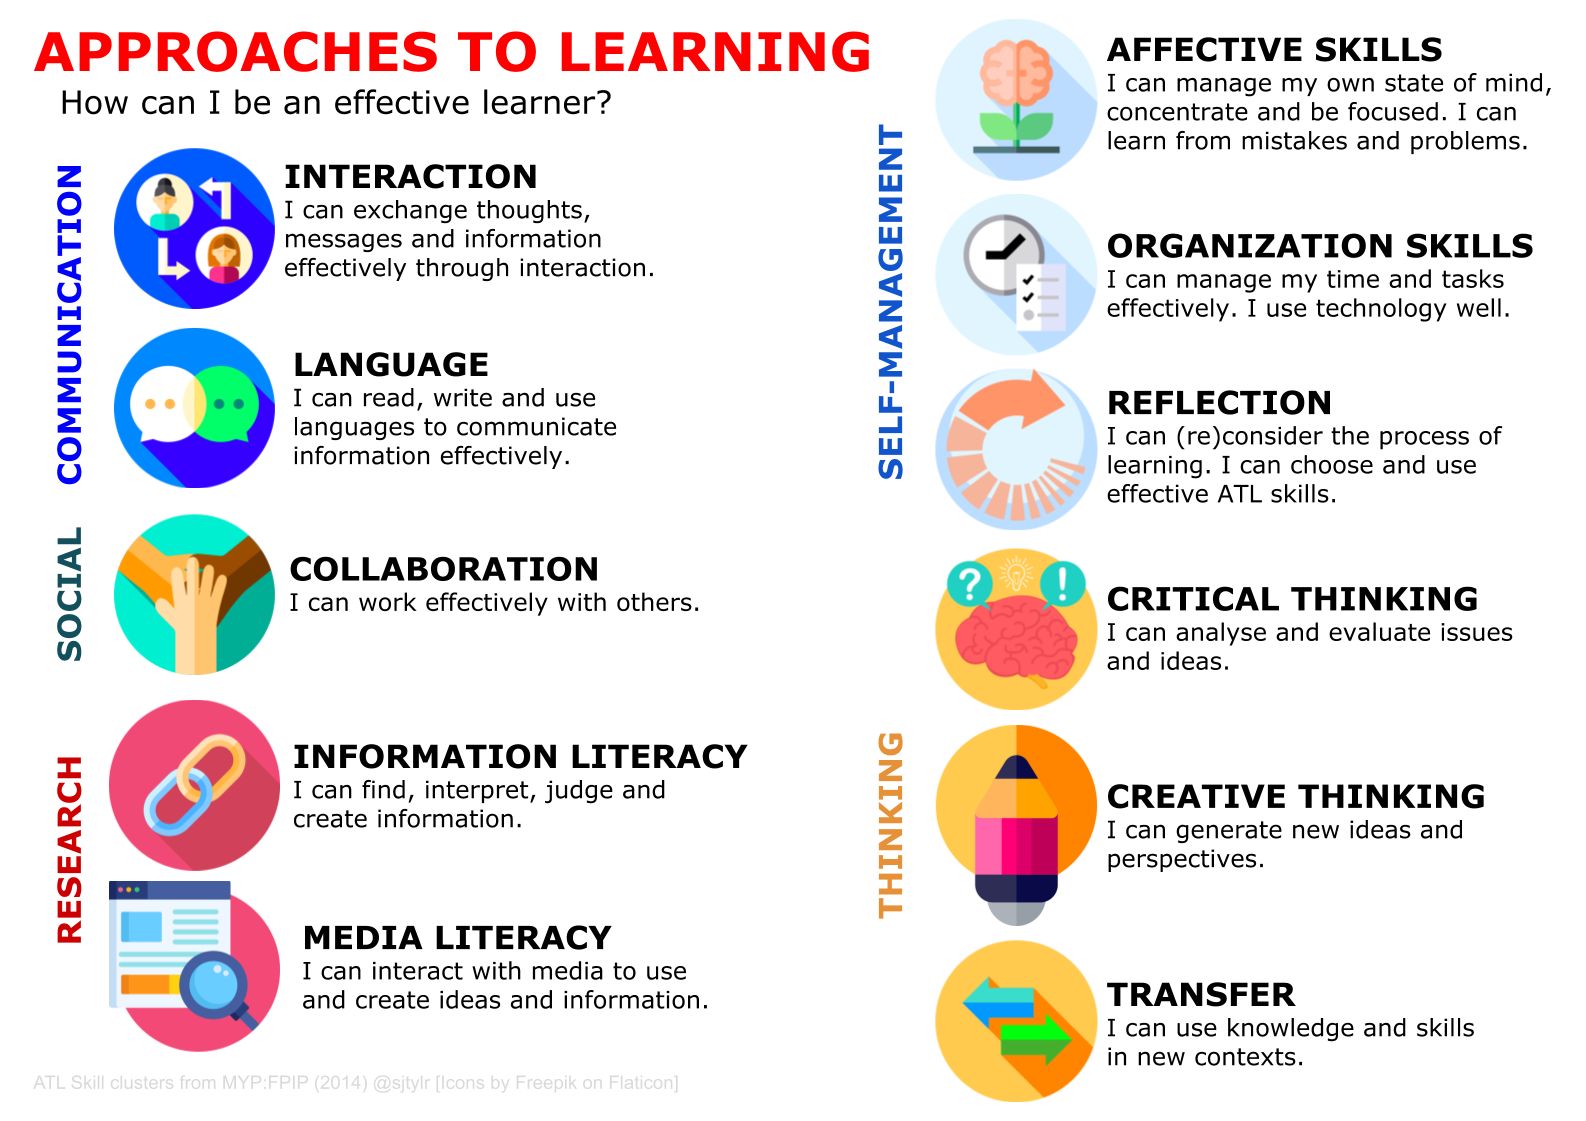 APPROACHES TO LEARNING
How can I be an effective learner?
COMMUNICATION
INTERACTION
I can exchange thoughts,
messages and information
effectively through interaction.
LANGUAGE
I can read, write and use
languages to communicate
information effectively.
SOCIAL
COLLABORATION
I can work effectively with others.
RESEARCH
INFORMATION LITERACY
I can find, interpret, judge and
create information.
MEDIA LITERACY
I can interact with media to use
and create ideas and information.
SELF-MANAGEMENT
AFFECTIVE SKILLS
I can manage my own state of mind,
concentrate and be focused. I can
learn from mistakes and problems.
ORGANIZATION SKILLS
I can manage my time and tasks
effectively. I use technology well.
REFLECTION
I can (re)consider the process of
learning. I can choose and use
effective ATL skills.
THINKING
? !
CRITICAL THINKING
I can analyse and evaluate issues
and ideas.
CREATIVE THINKING
I can generate new ideas and
perspectives.
TRANSFER
I can use knowledge and skills
in new contexts.
ATL Skill clusters from MYP:FPIP (2014) @sjtylr [Icons by Freepik on Flaticon]